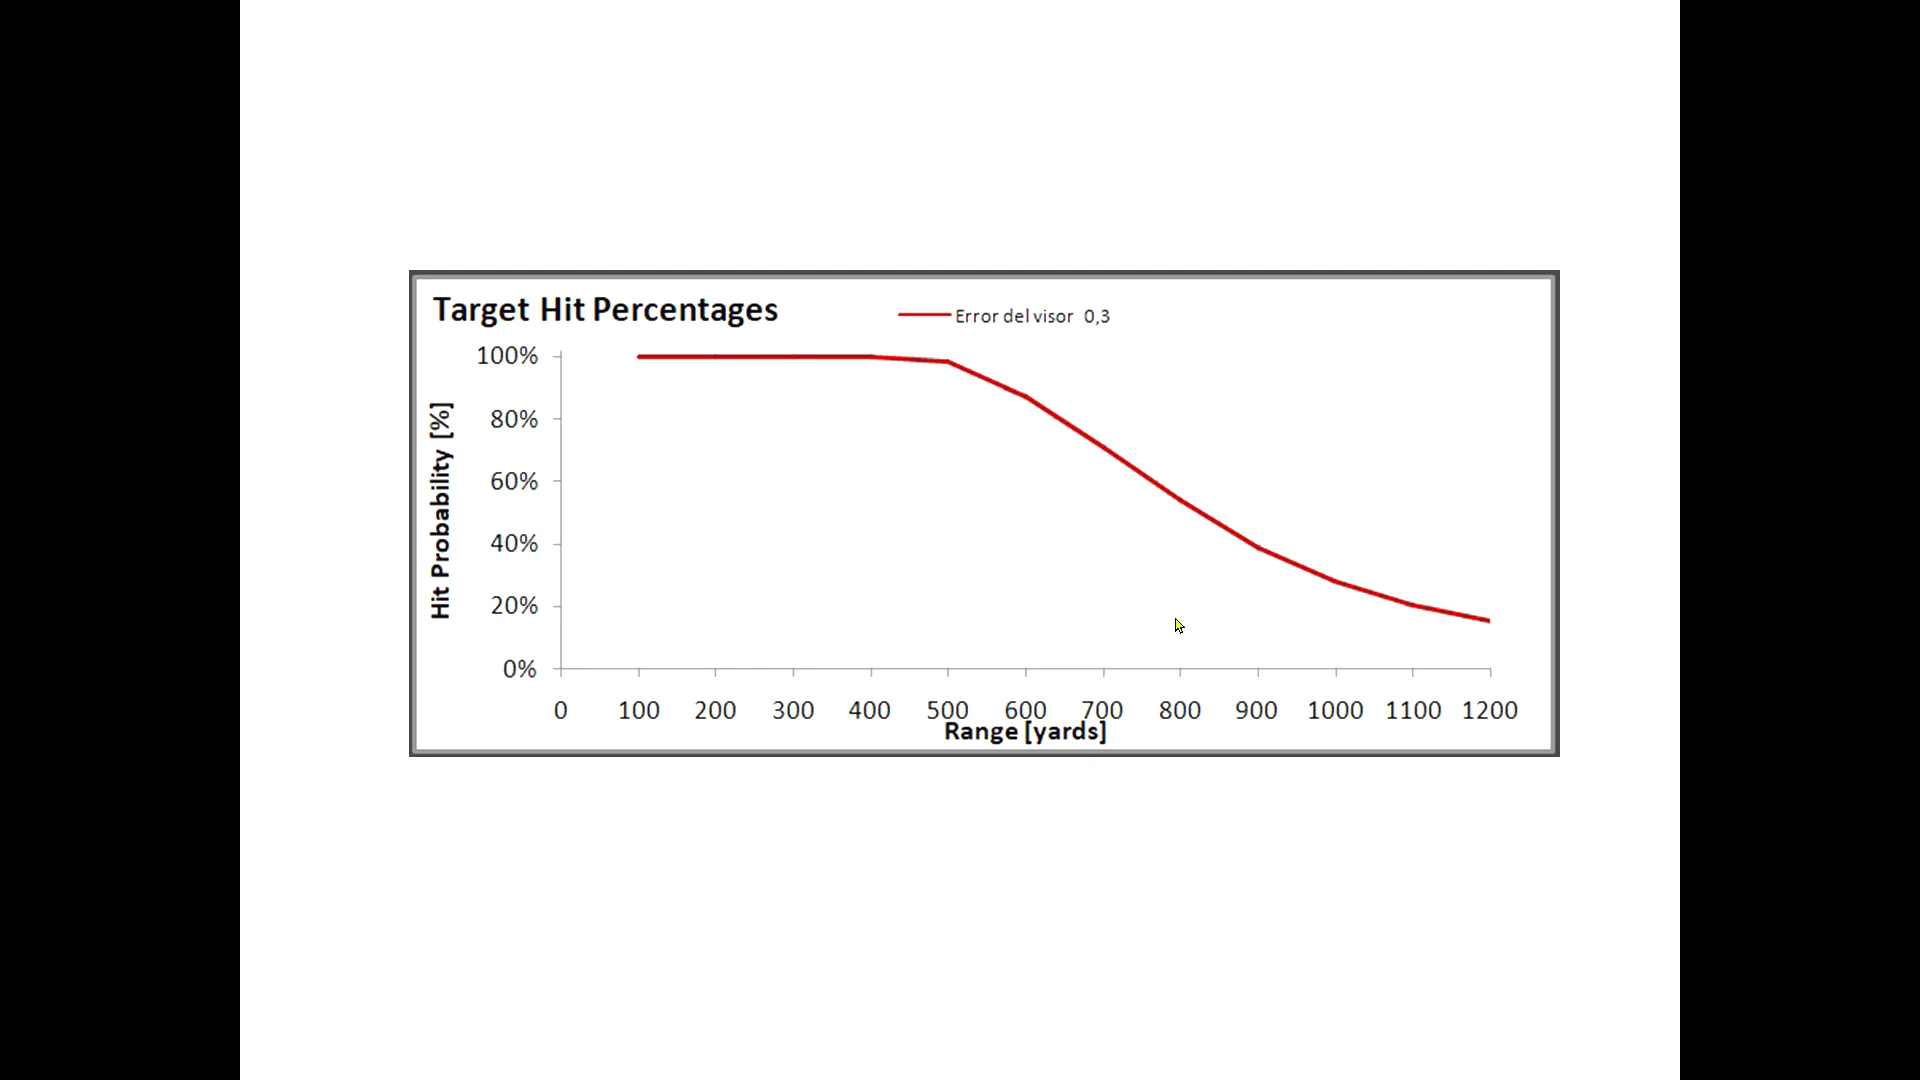 Target Hit Percentages
Error del visor 0,3
Hit Probability [%]
100%
80%
60%
40%
20%
0%
0 100 200 300 400 500 600 700 800 900 1000 1100 1200
Range [yards]